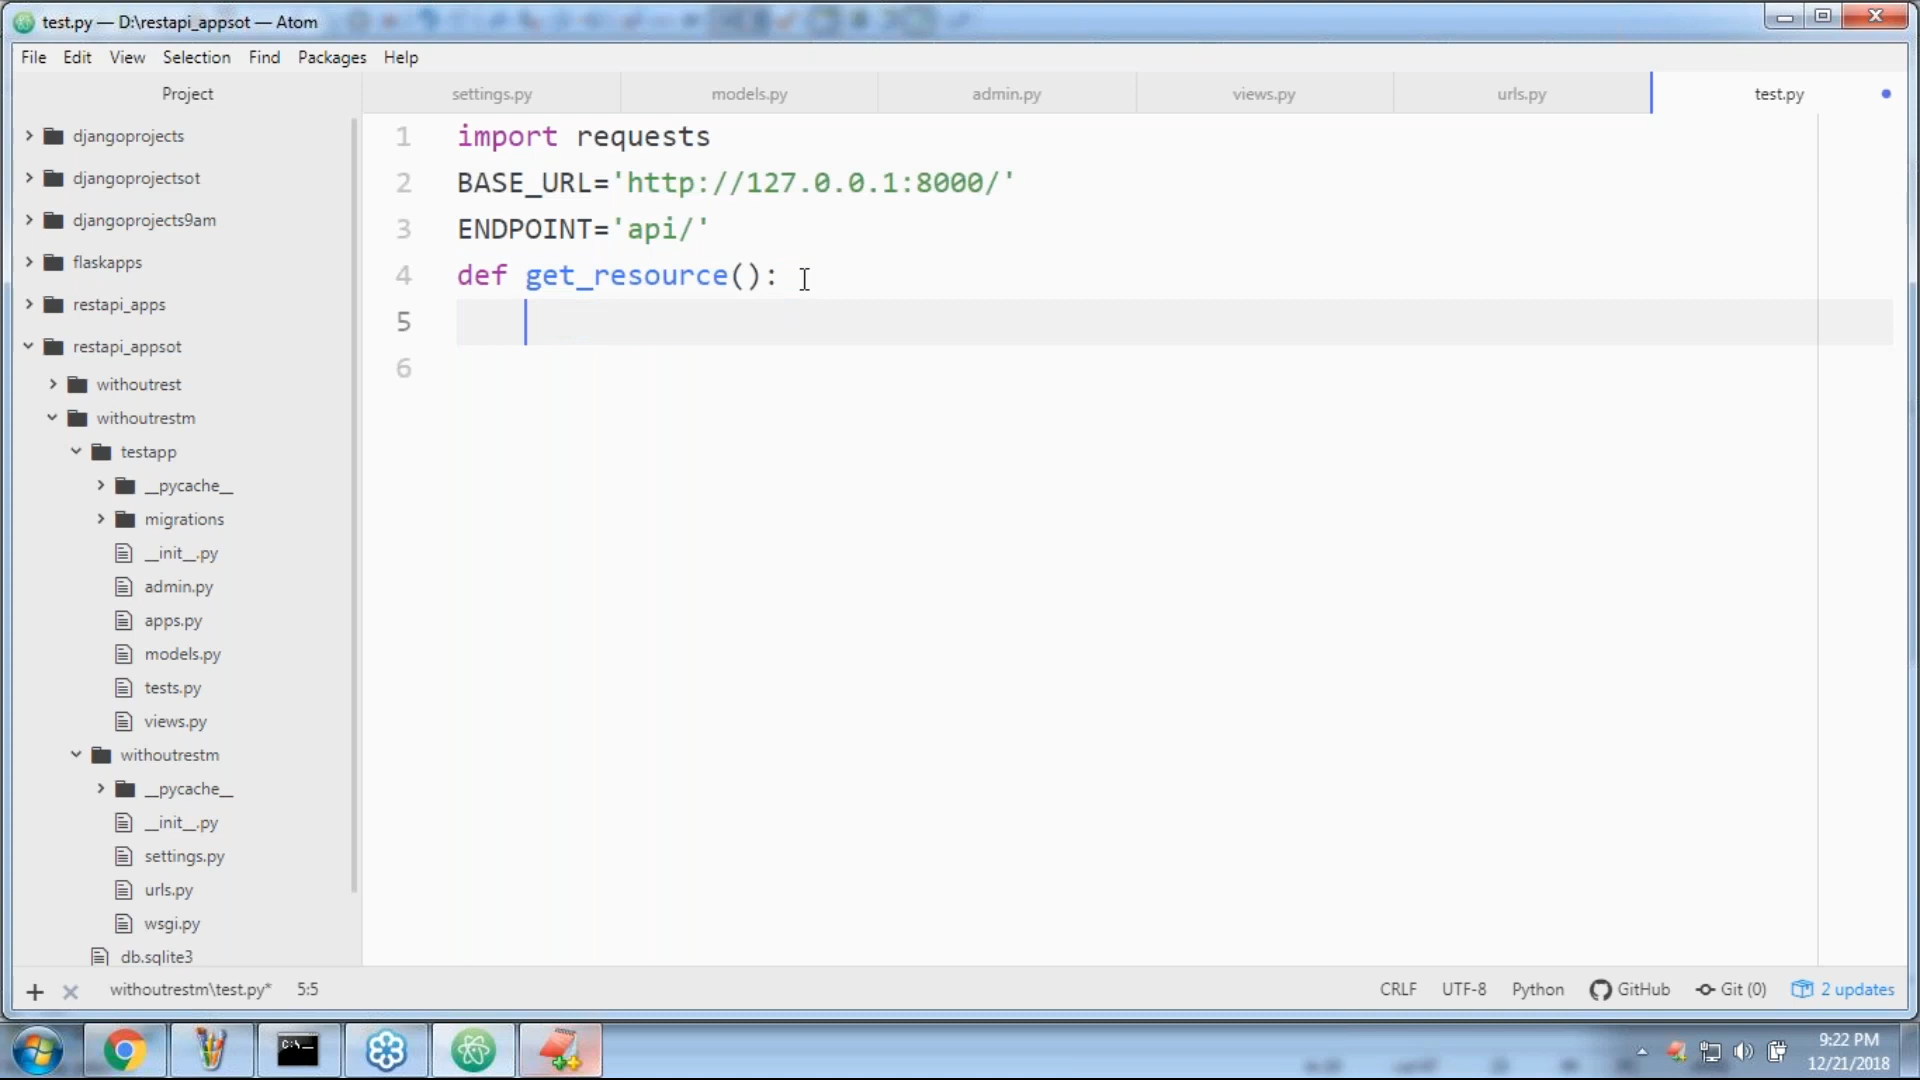 test.py — D:\restapi_appsot — Atom
File Edit View Selection Find Packages Help
Project
settings.py models.py admin.py views.py urls.py test.py
djangoprojects
djangoprojectsot
djangoprojects9am
flaskapps
restapi_apps
restapi_appsot
withoutrest
withoutrestm
testapp
__pycache__
migrations
__init__.py
admin.py
apps.py
models.py
tests.py
views.py
withoutrestm
__pycache__
__init__.py
settings.py
urls.py
wsgi.py
db.sqlite3
1 import requests
2 BASE_URL='http://127.0.0.1:8000/'
3 ENDPOINT='api/'
4 def get_resource():
5
6
withoutrestm\test.py* 5:5
CRLF UTF-8 Python GitHub Git (0) 2 updates
C:\_
9:22 PM
12/21/2018